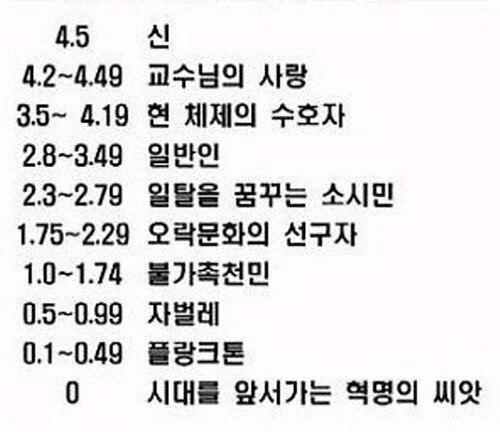 4.5 신
4.2~4.49 교수님의 사랑
3.5~ 4.19 현 체제의 수호자
2.8~3.49 일반인
2.3~2.79 일탈을 꿈꾸는 소시민
1.75~2.29 오락문화의 선구자
1.0~1.74 불가촉천민
0.5~0.99 자벌레
0.1~0.49 플랑크톤
0 시대를 앞서가는 혁명의 씨앗